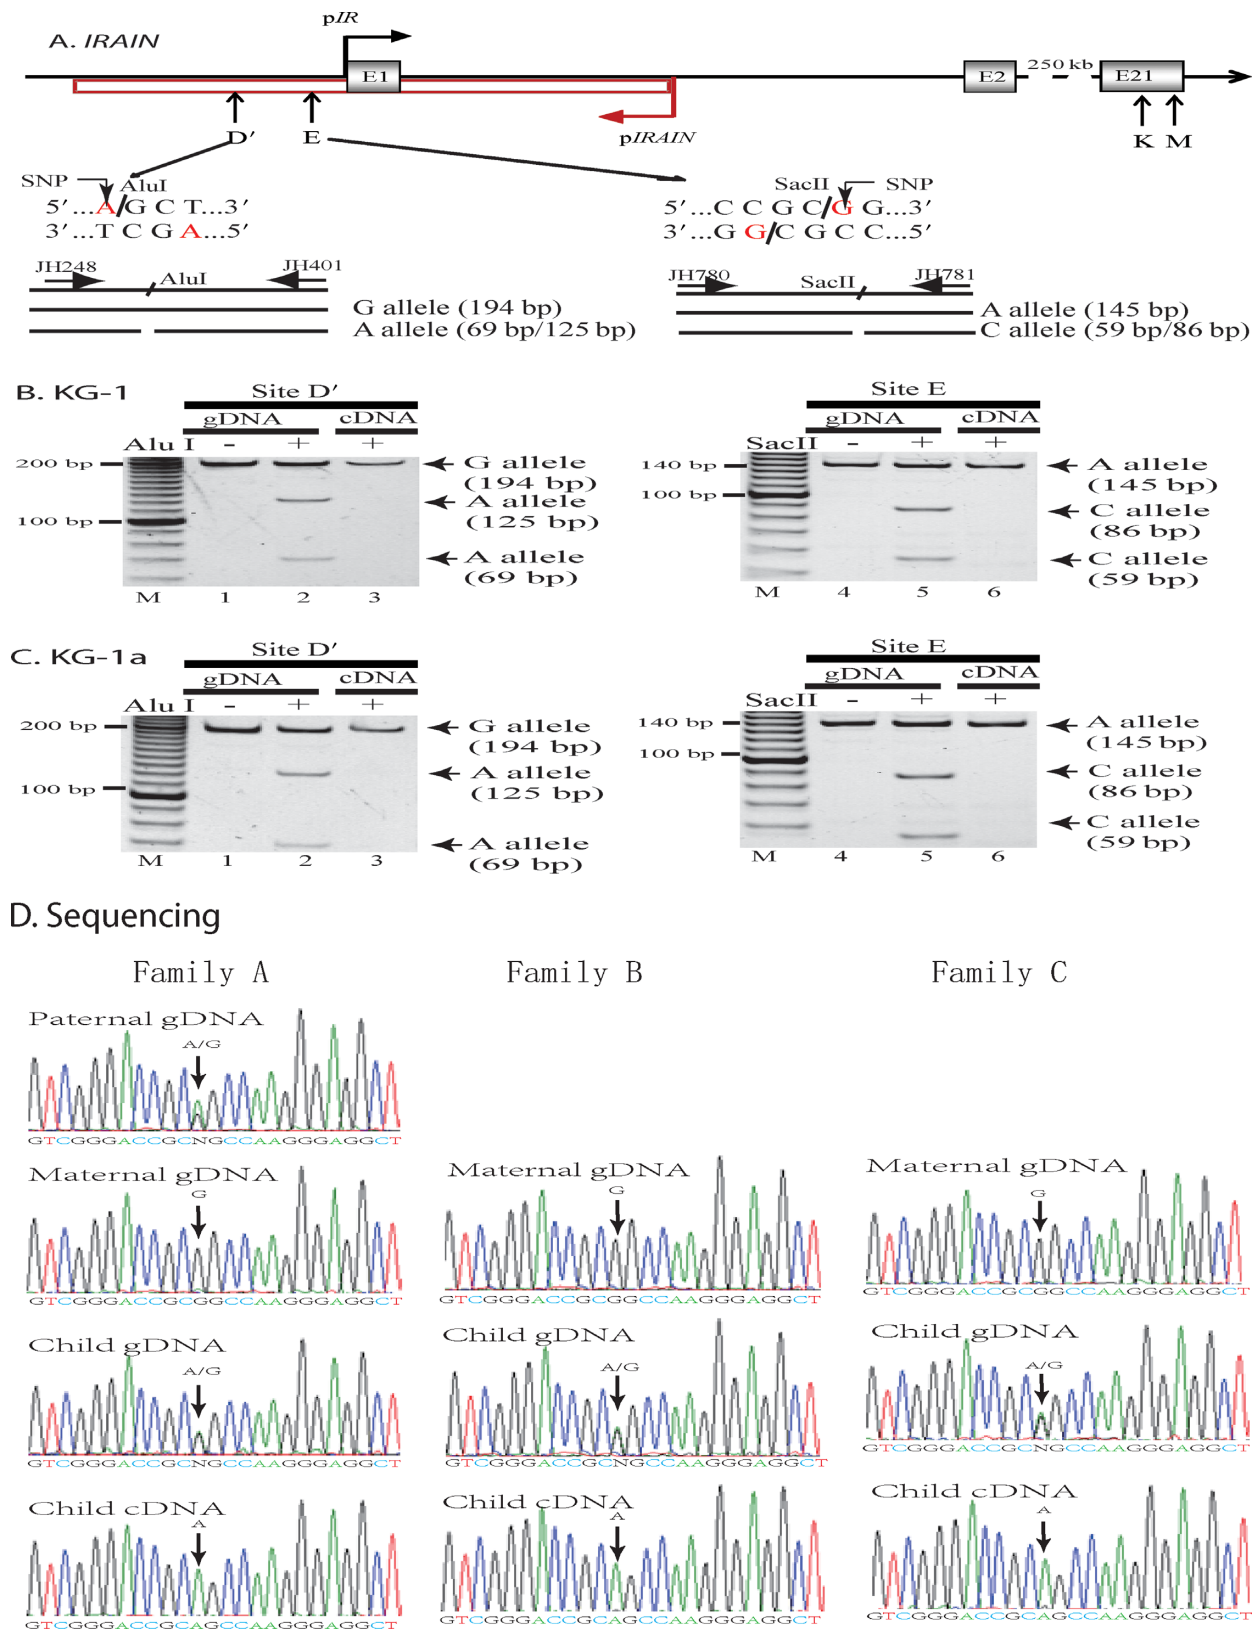 A. IRAIN
pIR
E1
E2
250 kb
E21
D′
E
pIRAIN
K M
SNP
AluI
5′...A/G C T...3′
3′...T C G A...5′
SacII
SNP
5′...C C G C/G G...3′
3′...G G/C G C C...5′
JH248
AluI
JH401
G allele (194 bp)
A allele (69 bp/125 bp)
JH780
SacII
JH781
A allele (145 bp)
C allele (59 bp/86 bp)
B. KG-1
Site D′
gDNA
cDNA
Alu I - + +
200 bp
100 bp
G allele
(194 bp)
A allele
(125 bp)
A allele
(69 bp)
M 1 2 3
Site E
gDNA
cDNA
SacII - + +
140 bp
100 bp
A allele
(145 bp)
C allele
(86 bp)
C allele
(59 bp)
M 4 5 6
C. KG-1a
Site D′
gDNA
cDNA
Alu I - + +
200 bp
100 bp
G allele
(194 bp)
A allele
(125 bp)
A allele
(69 bp)
M 1 2 3
Site E
gDNA
cDNA
SacII - + +
140 bp
100 bp
A allele
(145 bp)
C allele
(86 bp)
C allele
(59 bp)
M 4 5 6
D. Sequencing
Family A
Family B
Family C
Paternal gDNA
A/G
GTCGGGACCGCNGCCAAGGGAGGCT
Maternal gDNA
G
GTCGGGACCGCGGCCAAGGGAGGCT
Maternal gDNA
G
GTCGGGACCGCGGCCAAGGGAGGCT
Maternal gDNA
G
GTCGGGACCGCGGCCAAGGGAGGCT
Child gDNA
A/G
GTCGGGACCGCNGCCAAGGGAGGCT
Child gDNA
A/G
GTCGGGACCGCNGCCAAGGGAGGCT
Child gDNA
A/G
GTCGGGACCGCNGCCAAGGGAGGCT
Child cDNA
A
GTCGGGACCGCAGCCAAGGGAGGCT
Child cDNA
A
GTCGGGACCGCAGCCAAGGGAGGCT
Child cDNA
A
GTCGGGACCGCAGCCAAGGGAGGCT